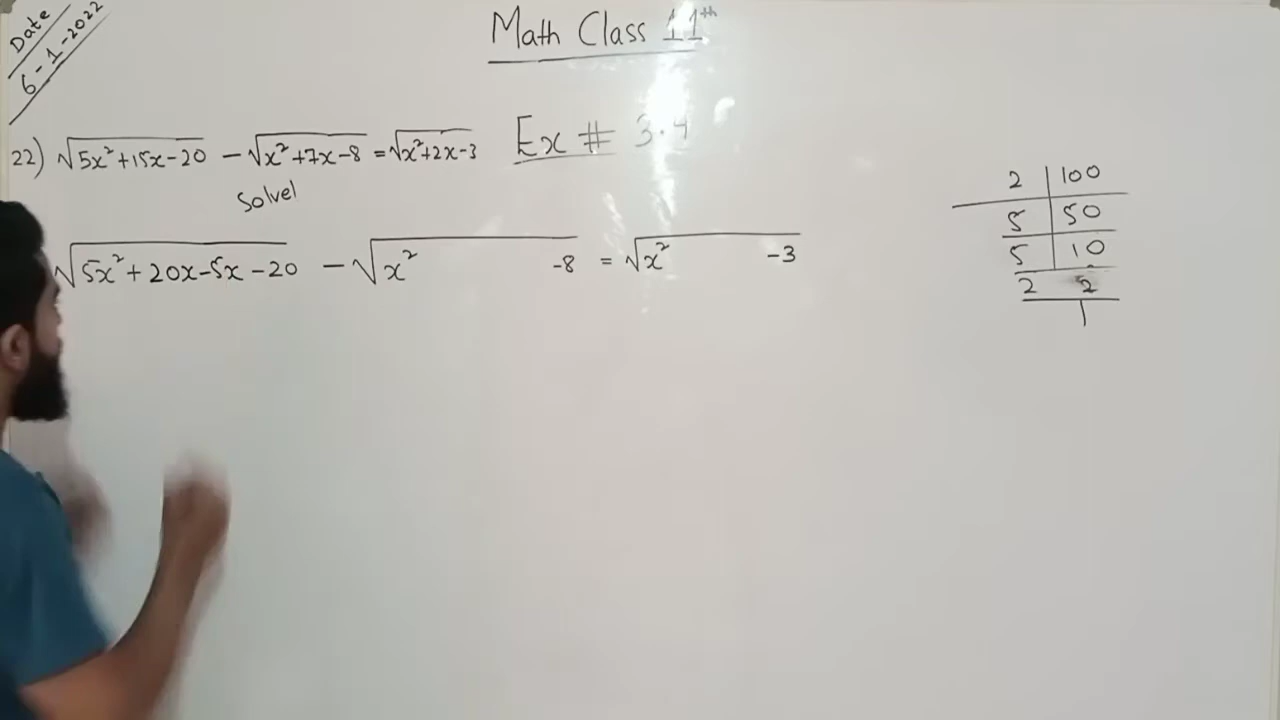 Date
6-1-2022
Math Class 11th
Ex # 3.4
22) √5x²+15x-20 - √x²+7x-8 = √x²+2x-3
Solve!
√5x²+20x-5x-20 - √x² -8 = √x² -3
2 | 100
5 | 50
5 | 10
2 2
1